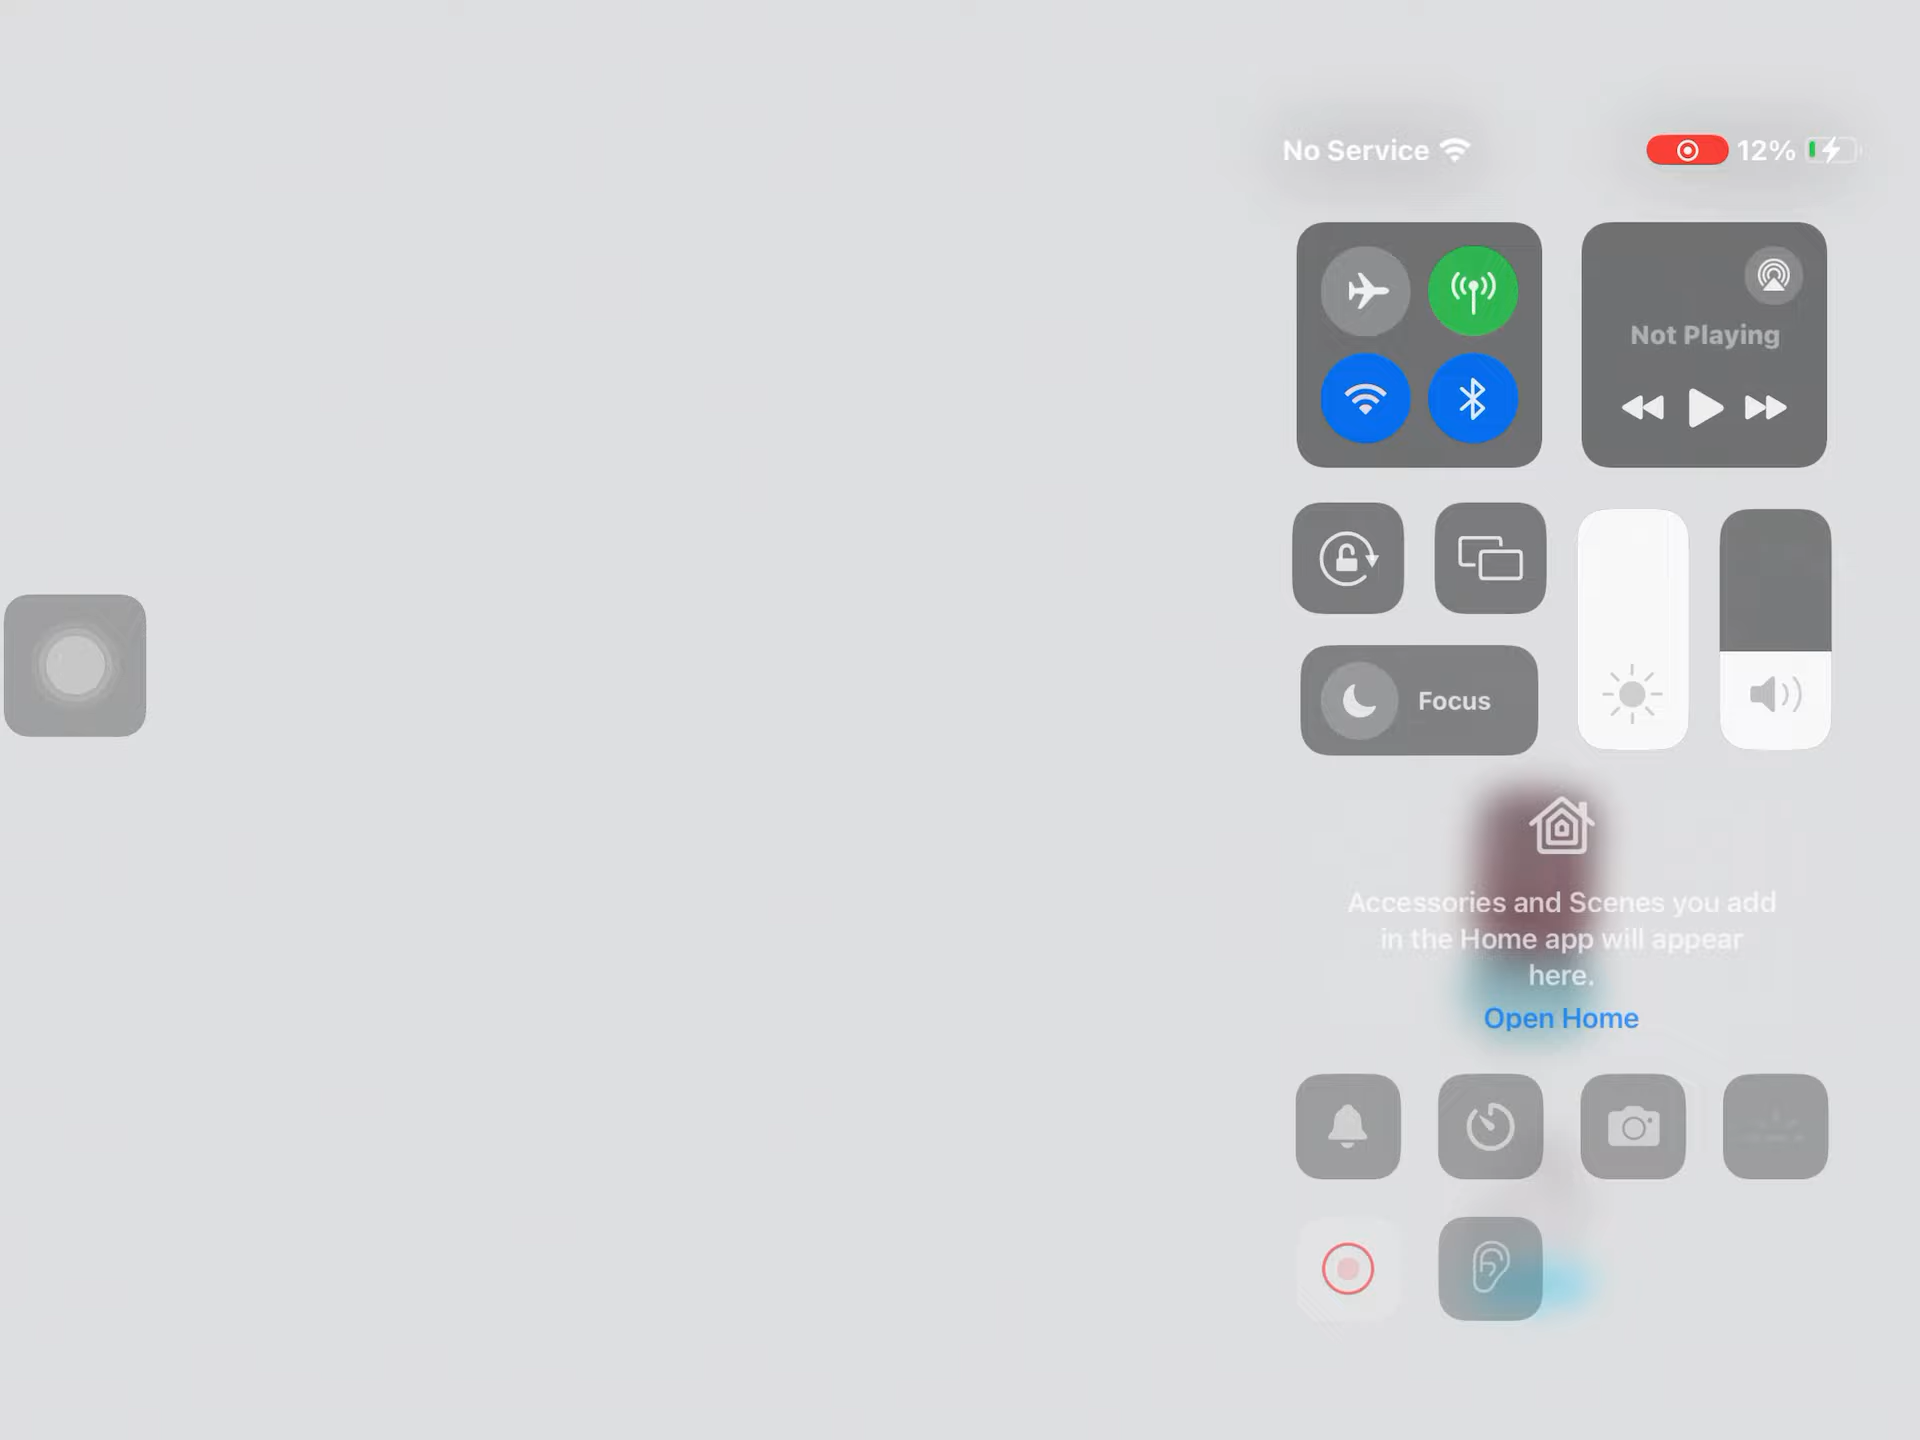 No Service
12%
Not Playing
Focus
Accessories and Scenes you add
in the Home app will appear
here.
Open Home